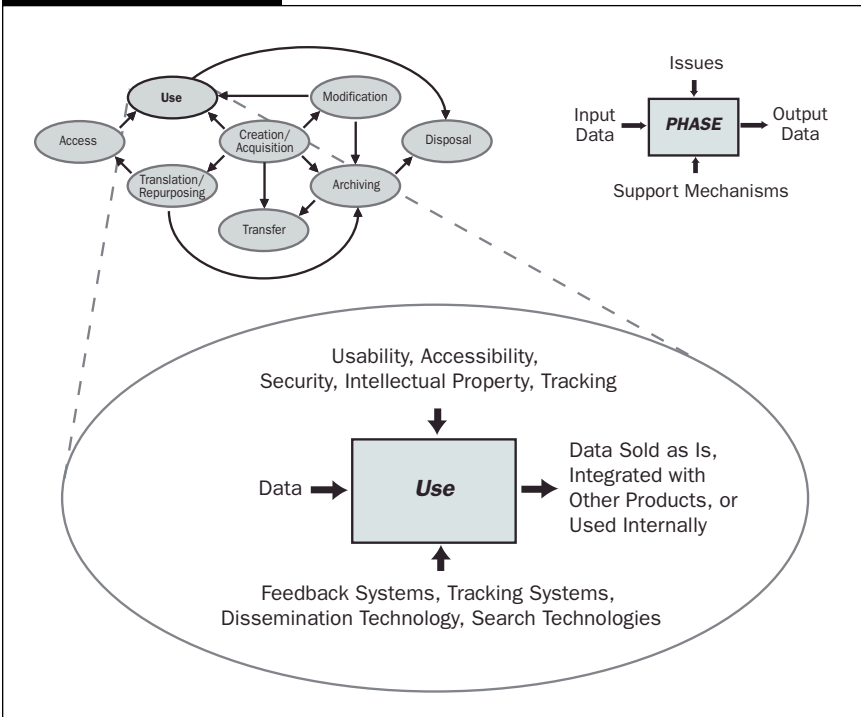 Use
Modification
Access
Creation/
Acquisition
Disposal
Translation/
Repurposing
Archiving
Transfer
Issues
Input
Data
PHASE
Output
Data
Support Mechanisms
Usability, Accessibility,
Security, Intellectual Property, Tracking
Data
Use
Data Sold as Is,
Integrated with
Other Products, or
Used Internally
Feedback Systems, Tracking Systems,
Dissemination Technology, Search Technologies